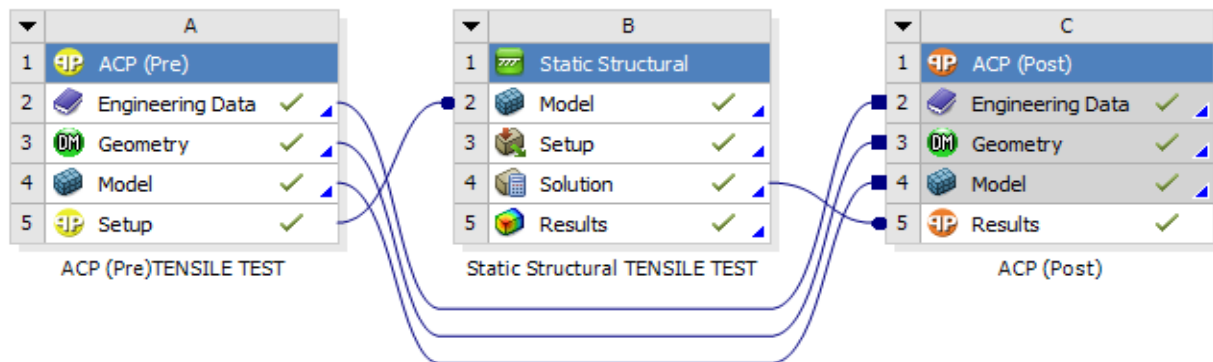 A
1 ACP (Pre)
2 Engineering Data
3 DM Geometry
4 Model
5 Setup
ACP (Pre)TENSILE TEST
B
1 Static Structural
2 Model
3 Setup
4 Solution
5 Results
Static Structural TENSILE TEST
C
1 ACP (Post)
2 Engineering Data
3 DM Geometry
4 Model
5 Results
ACP (Post)